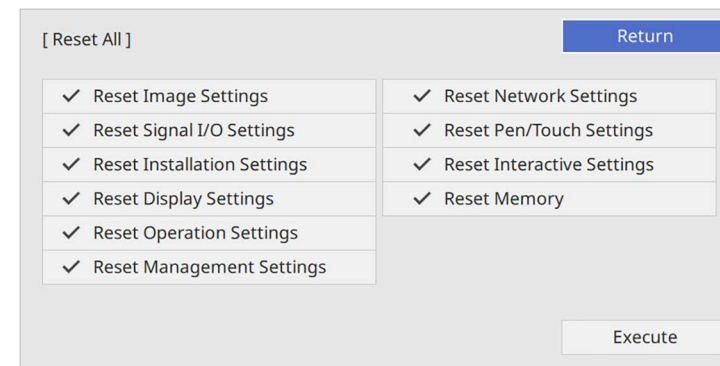 [ Reset All ]
Return
Reset Image Settings
Reset Signal I/O Settings
Reset Installation Settings
Reset Display Settings
Reset Operation Settings
Reset Management Settings
Reset Network Settings
Reset Pen/Touch Settings
Reset Interactive Settings
Reset Memory
Execute